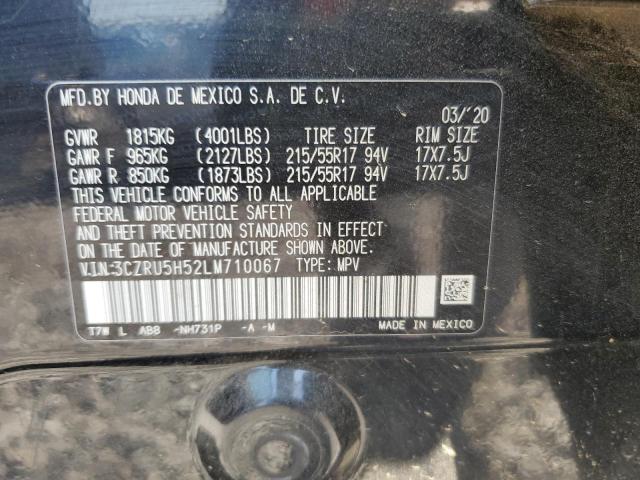 MFD.BY HONDA DE MEXICO S.A. DE C.V.
03/'20
GVWR 1815KG (4001LBS) TIRE SIZE RIM SIZE
GAWR F 965KG (2127LBS) 215/55R17 94V 17X7.5J
GAWR R 850KG (1873LBS) 215/55R17 94V 17X7.5J
THIS VEHICLE CONFORMS TO ALL APPLICABLE
FEDERAL MOTOR VEHICLE SAFETY
AND THEFT PREVENTION STANDARDS IN EFFECT
ON THE DATE OF MANUFACTURE SHOWN ABOVE.
V.I.N.:3CZRU5H52LM710067 TYPE: MPV
T7W L ABB -NH731P -A -M MADE IN MEXICO